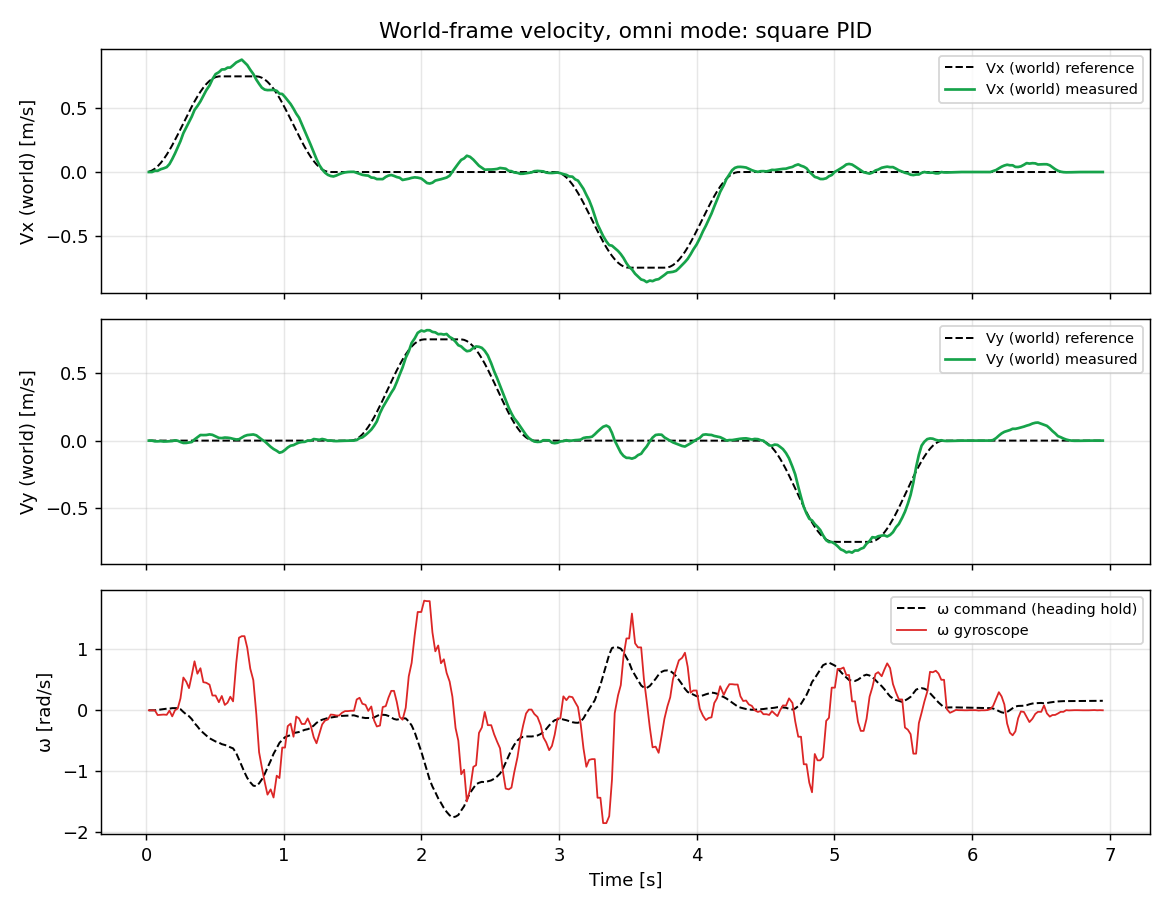 World-frame velocity, omni mode: square PID
Vx (world) [m/s]
0.5
0.0
−0.5
Vx (world) reference
Vx (world) measured
Vy (world) [m/s]
0.5
0.0
−0.5
Vy (world) reference
Vy (world) measured
ω [rad/s]
1
0
−1
−2
ω command (heading hold)
ω gyroscope
0 1 2 3 4 5 6 7
Time [s]